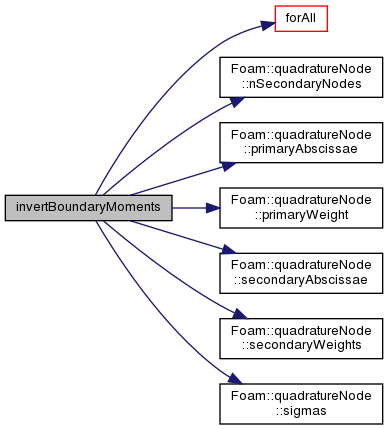 forAll
Foam::quadratureNode
::nSecondaryNodes
Foam::quadratureNode
::primaryAbscissae
invertBoundaryMoments
Foam::quadratureNode
::primaryWeight
Foam::quadratureNode
::secondaryAbscissae
Foam::quadratureNode
::secondaryWeights
Foam::quadratureNode
::sigmas